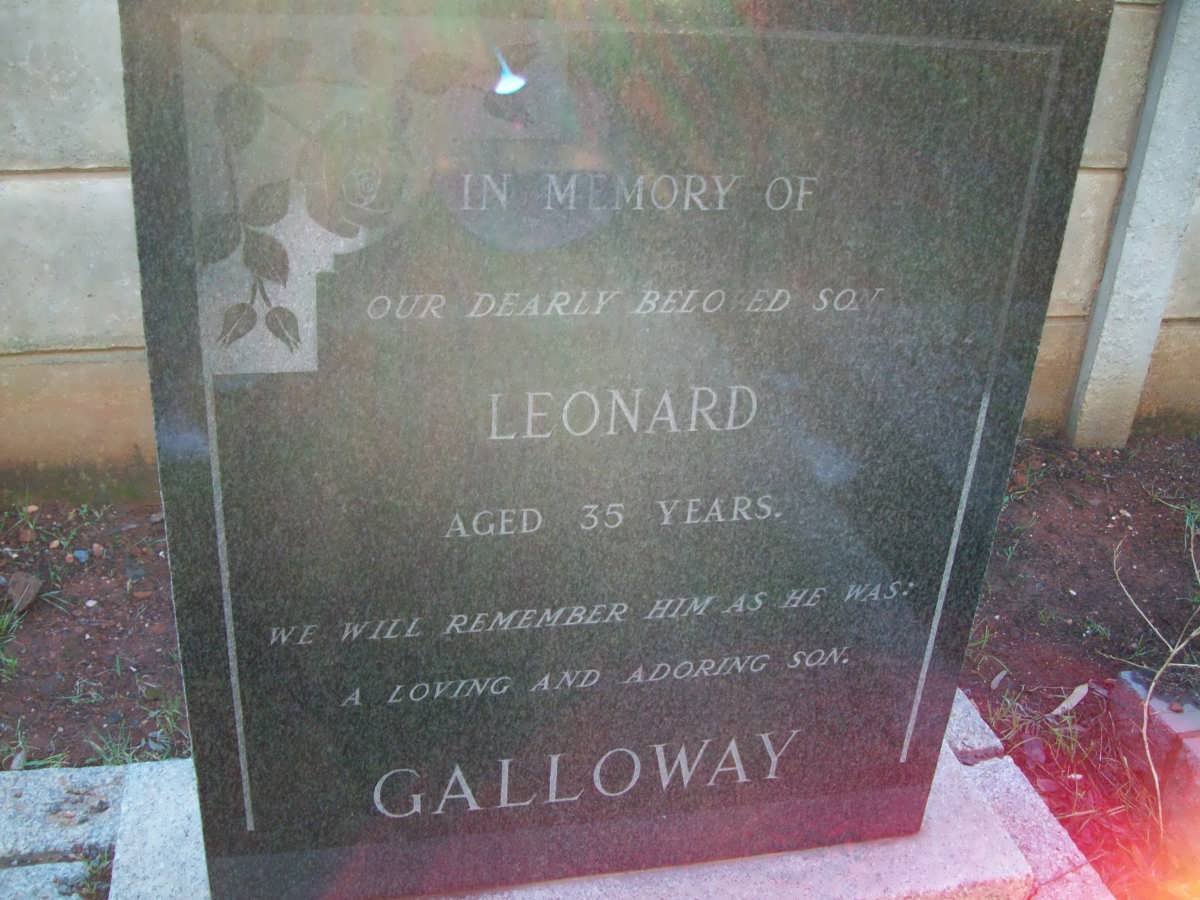 IN MEMORY OF
OUR DEARLY BELOVED SON
LEONARD
AGED 35 YEARS.
WE WILL REMEMBER HIM AS HE WAS:
A LOVING AND ADORING SON.
GALLOWAY